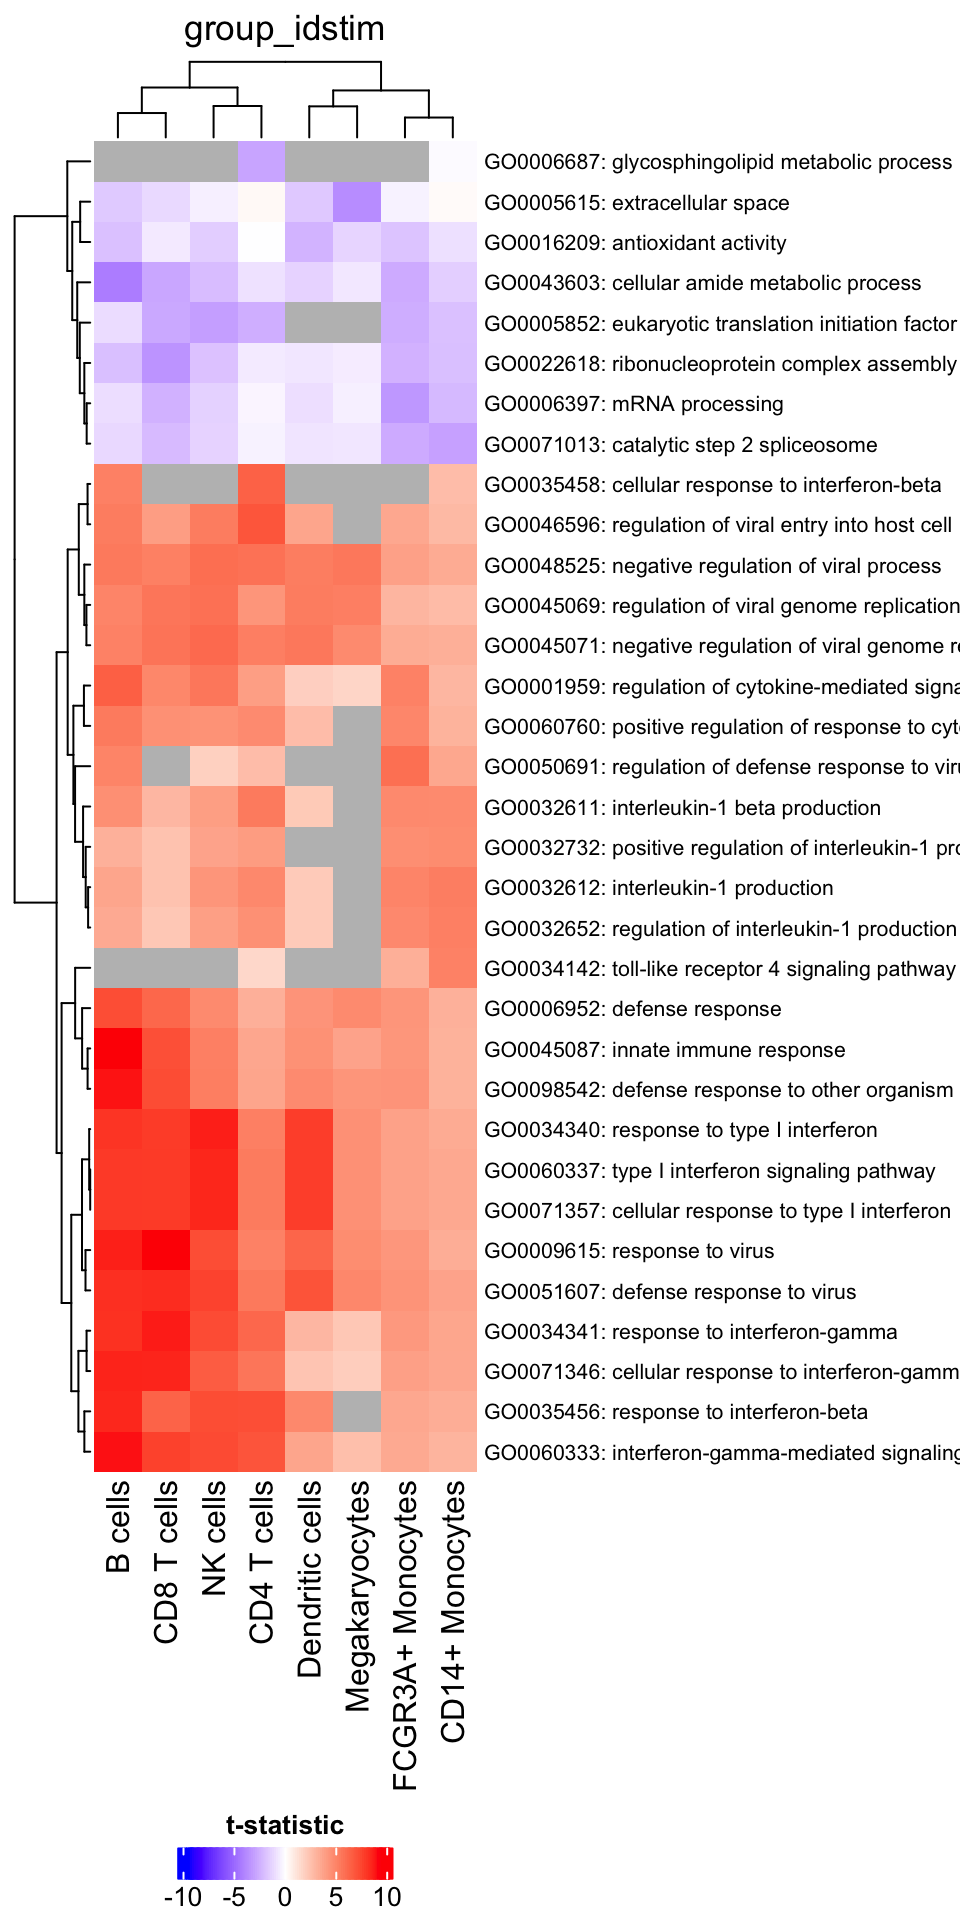 group_idstim
GO0006687: glycosphingolipid metabolic process
GO0005615: extracellular space
GO0016209: antioxidant activity
GO0043603: cellular amide metabolic process
GO0005852: eukaryotic translation initiation factor
GO0022618: ribonucleoprotein complex assembly
GO0006397: mRNA processing
GO0071013: catalytic step 2 spliceosome
GO0035458: cellular response to interferon-beta
GO0046596: regulation of viral entry into host cell
GO0048525: negative regulation of viral process
GO0045069: regulation of viral genome replication
GO0045071: negative regulation of viral genome re
GO0001959: regulation of cytokine-mediated signa
GO0060760: positive regulation of response to cyt
GO0050691: regulation of defense response to viru
GO0032611: interleukin-1 beta production
GO0032732: positive regulation of interleukin-1 pro
GO0032612: interleukin-1 production
GO0032652: regulation of interleukin-1 production
GO0034142: toll-like receptor 4 signaling pathway
GO0006952: defense response
GO0045087: innate immune response
GO0098542: defense response to other organism
GO0034340: response to type I interferon
GO0060337: type I interferon signaling pathway
GO0071357: cellular response to type I interferon
GO0009615: response to virus
GO0051607: defense response to virus
GO0034341: response to interferon-gamma
GO0071346: cellular response to interferon-gamm
GO0035456: response to interferon-beta
GO0060333: interferon-gamma-mediated signaling
B cells
CD8 T cells
NK cells
CD4 T cells
Dendritic cells
Megakaryocytes
FCGR3A+ Monocytes
CD14+ Monocytes
t-statistic
-10 -5 0 5 10